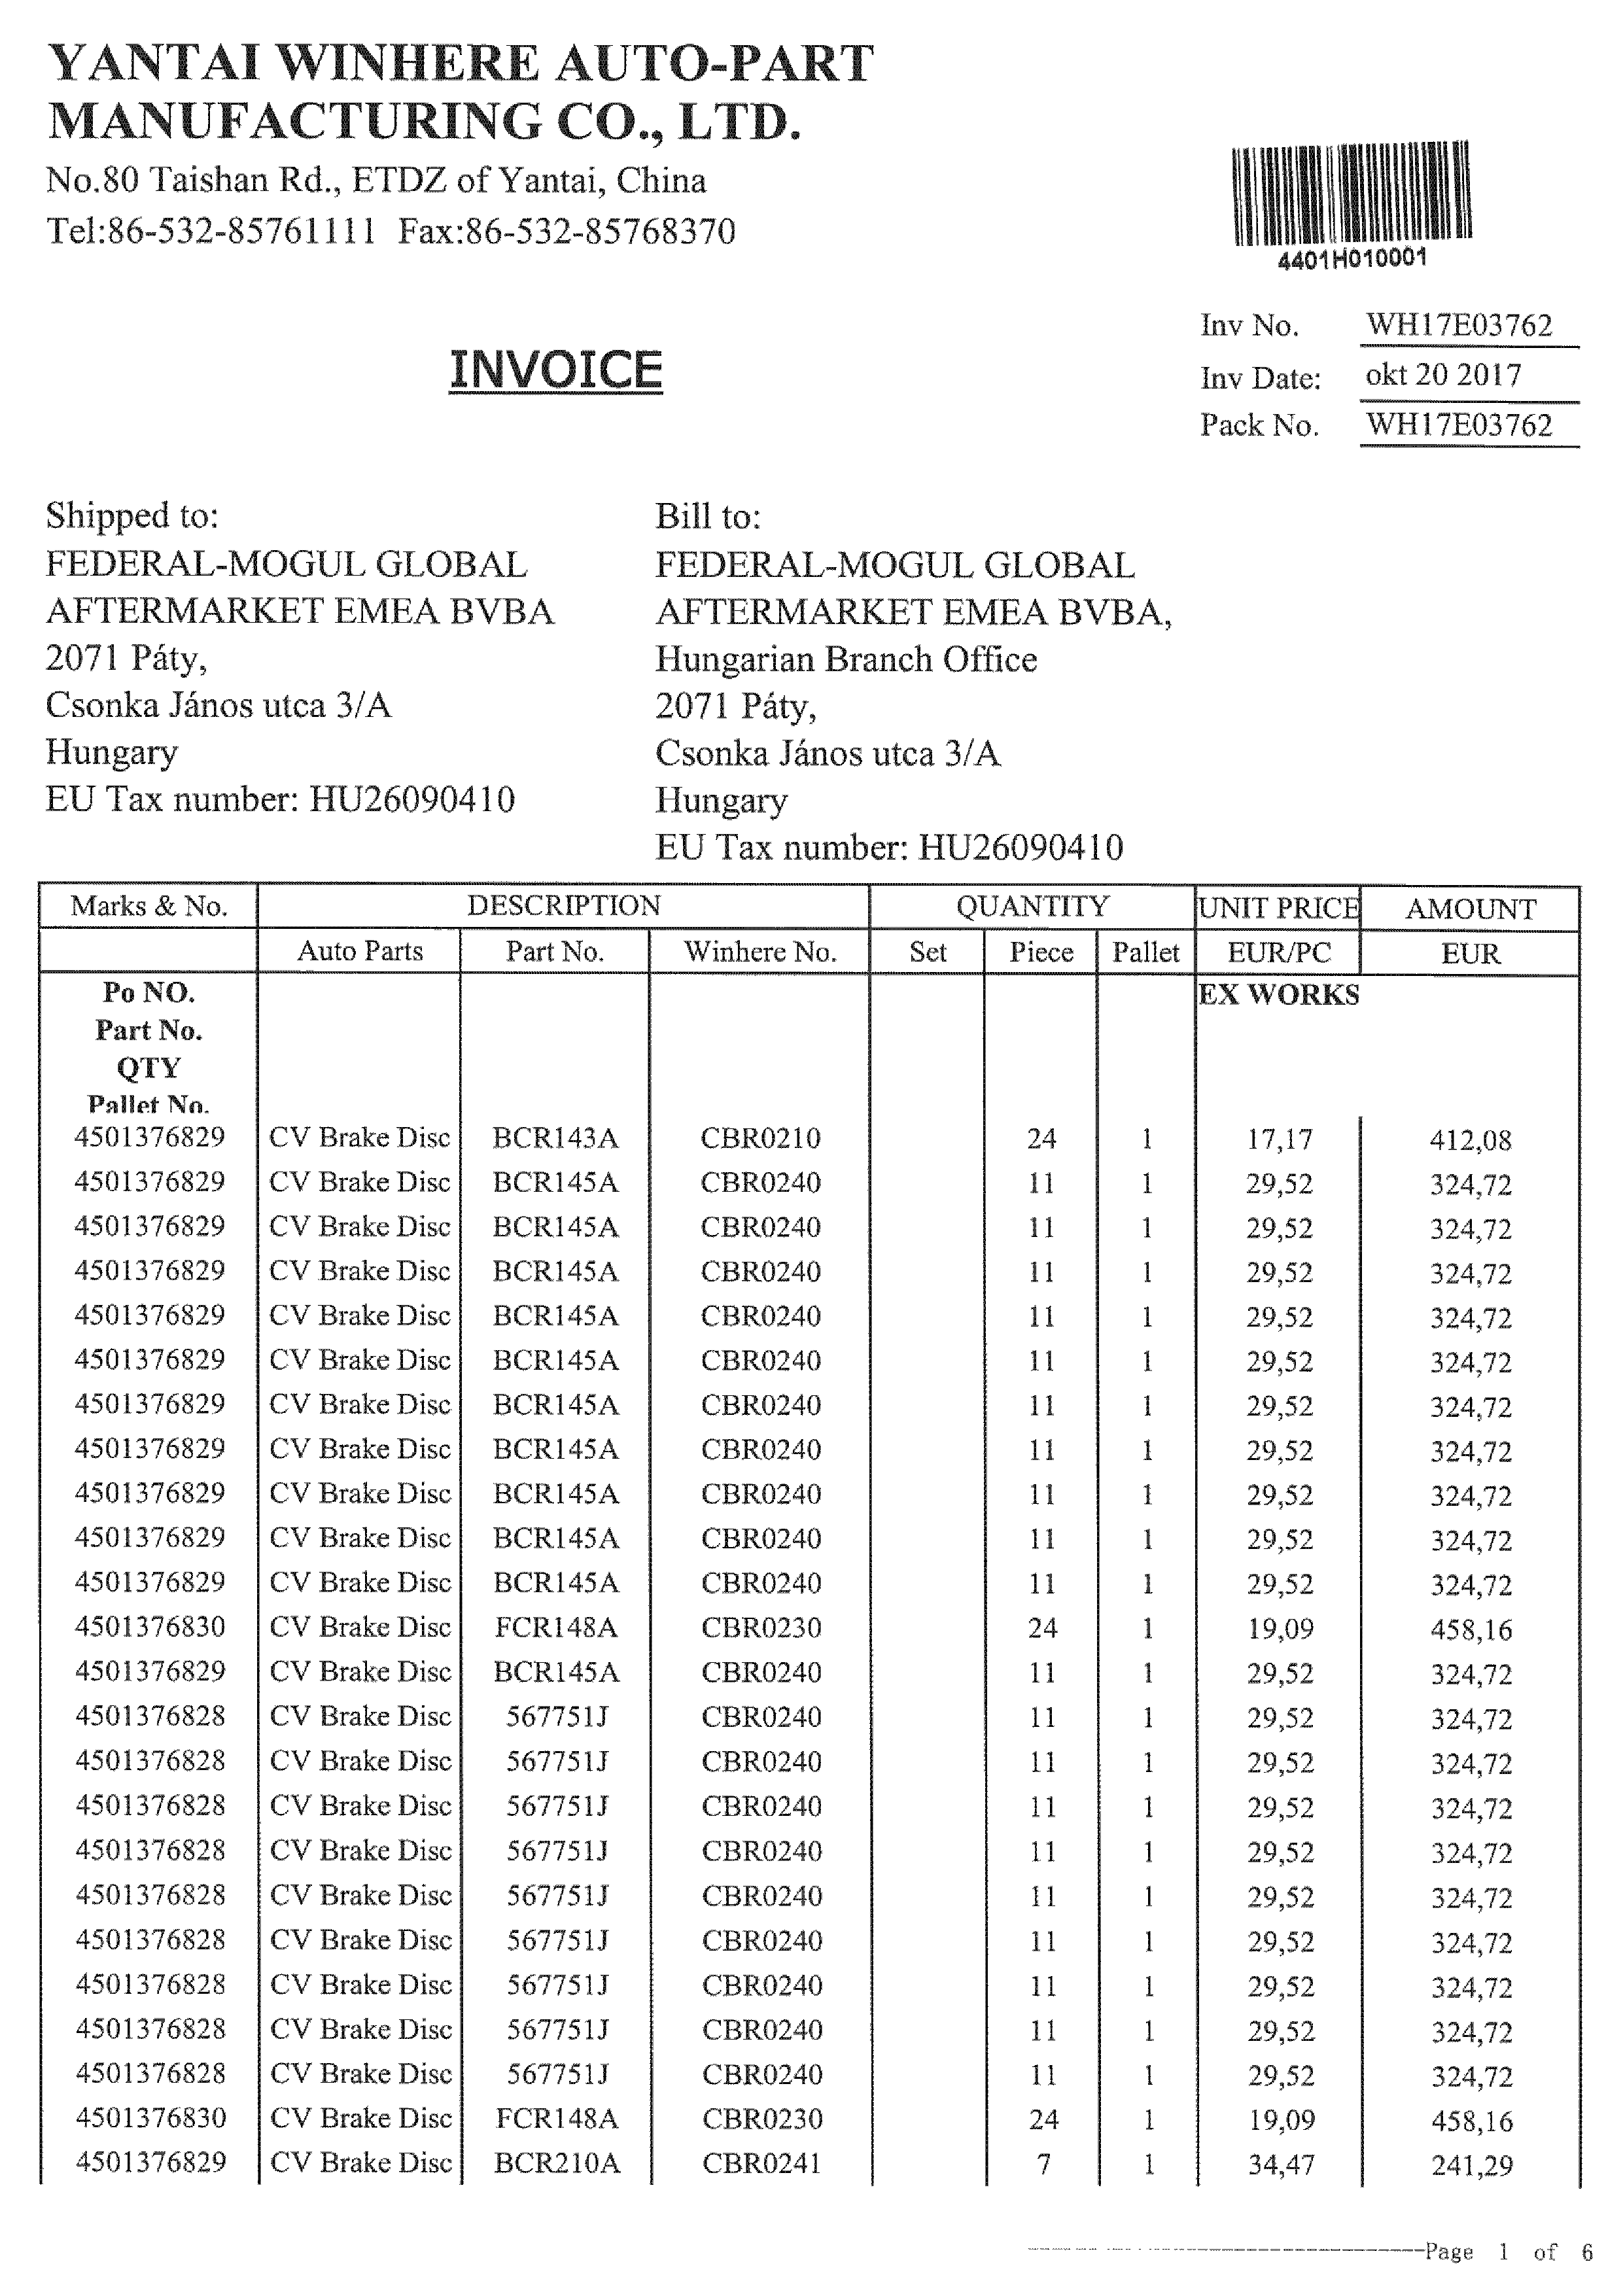 YANTAI WINHERE AUTO-PART
MANUFACTURING CO., LTD.
No.80 Taishan Rd., ETDZ of Yantai, China
Tel:86-532-85761111 Fax:86-532-85768370
4401H010001
Inv No. WH17E03762
INVOICE
Inv Date: okt 20 2017
Pack No. WH17E03762
Shipped to:
FEDERAL-MOGUL GLOBAL
AFTERMARKET EMEA BVBA
2071 Páty,
Csonka János utca 3/A
Hungary
EU Tax number: HU26090410
Bill to:
FEDERAL-MOGUL GLOBAL
AFTERMARKET EMEA BVBA,
Hungarian Branch Office
2071 Páty,
Csonka János utca 3/A
Hungary
EU Tax number: HU26090410
Marks & No. DESCRIPTION QUANTITY UNIT PRICE AMOUNT
Auto Parts Part No. Winhere No. Set Piece Pallet EUR/PC EUR
Po NO. EX WORKS
Part No.
QTY
Pallet No.
4501376829 CV Brake Disc BCR143A CBR0210 24 1 17,17 412,08
4501376829 CV Brake Disc BCR145A CBR0240 11 1 29,52 324,72
4501376829 CV Brake Disc BCR145A CBR0240 11 1 29,52 324,72
4501376829 CV Brake Disc BCR145A CBR0240 11 1 29,52 324,72
4501376829 CV Brake Disc BCR145A CBR0240 11 1 29,52 324,72
4501376829 CV Brake Disc BCR145A CBR0240 11 1 29,52 324,72
4501376829 CV Brake Disc BCR145A CBR0240 11 1 29,52 324,72
4501376829 CV Brake Disc BCR145A CBR0240 11 1 29,52 324,72
4501376829 CV Brake Disc BCR145A CBR0240 11 1 29,52 324,72
4501376829 CV Brake Disc BCR145A CBR0240 11 1 29,52 324,72
4501376829 CV Brake Disc BCR145A CBR0240 11 1 29,52 324,72
4501376830 CV Brake Disc FCR148A CBR0230 24 1 19,09 458,16
4501376829 CV Brake Disc BCR145A CBR0240 11 1 29,52 324,72
4501376828 CV Brake Disc 567751J CBR0240 11 1 29,52 324,72
4501376828 CV Brake Disc 567751J CBR0240 11 1 29,52 324,72
4501376828 CV Brake Disc 567751J CBR0240 11 1 29,52 324,72
4501376828 CV Brake Disc 567751J CBR0240 11 1 29,52 324,72
4501376828 CV Brake Disc 567751J CBR0240 11 1 29,52 324,72
4501376828 CV Brake Disc 567751J CBR0240 11 1 29,52 324,72
4501376828 CV Brake Disc 567751J CBR0240 11 1 29,52 324,72
4501376828 CV Brake Disc 567751J CBR0240 11 1 29,52 324,72
4501376828 CV Brake Disc 567751J CBR0240 11 1 29,52 324,72
4501376830 CV Brake Disc FCR148A CBR0230 24 1 19,09 458,16
4501376829 CV Brake Disc BCR210A CBR0241 7 1 34,47 241,29
Page 1 of 6